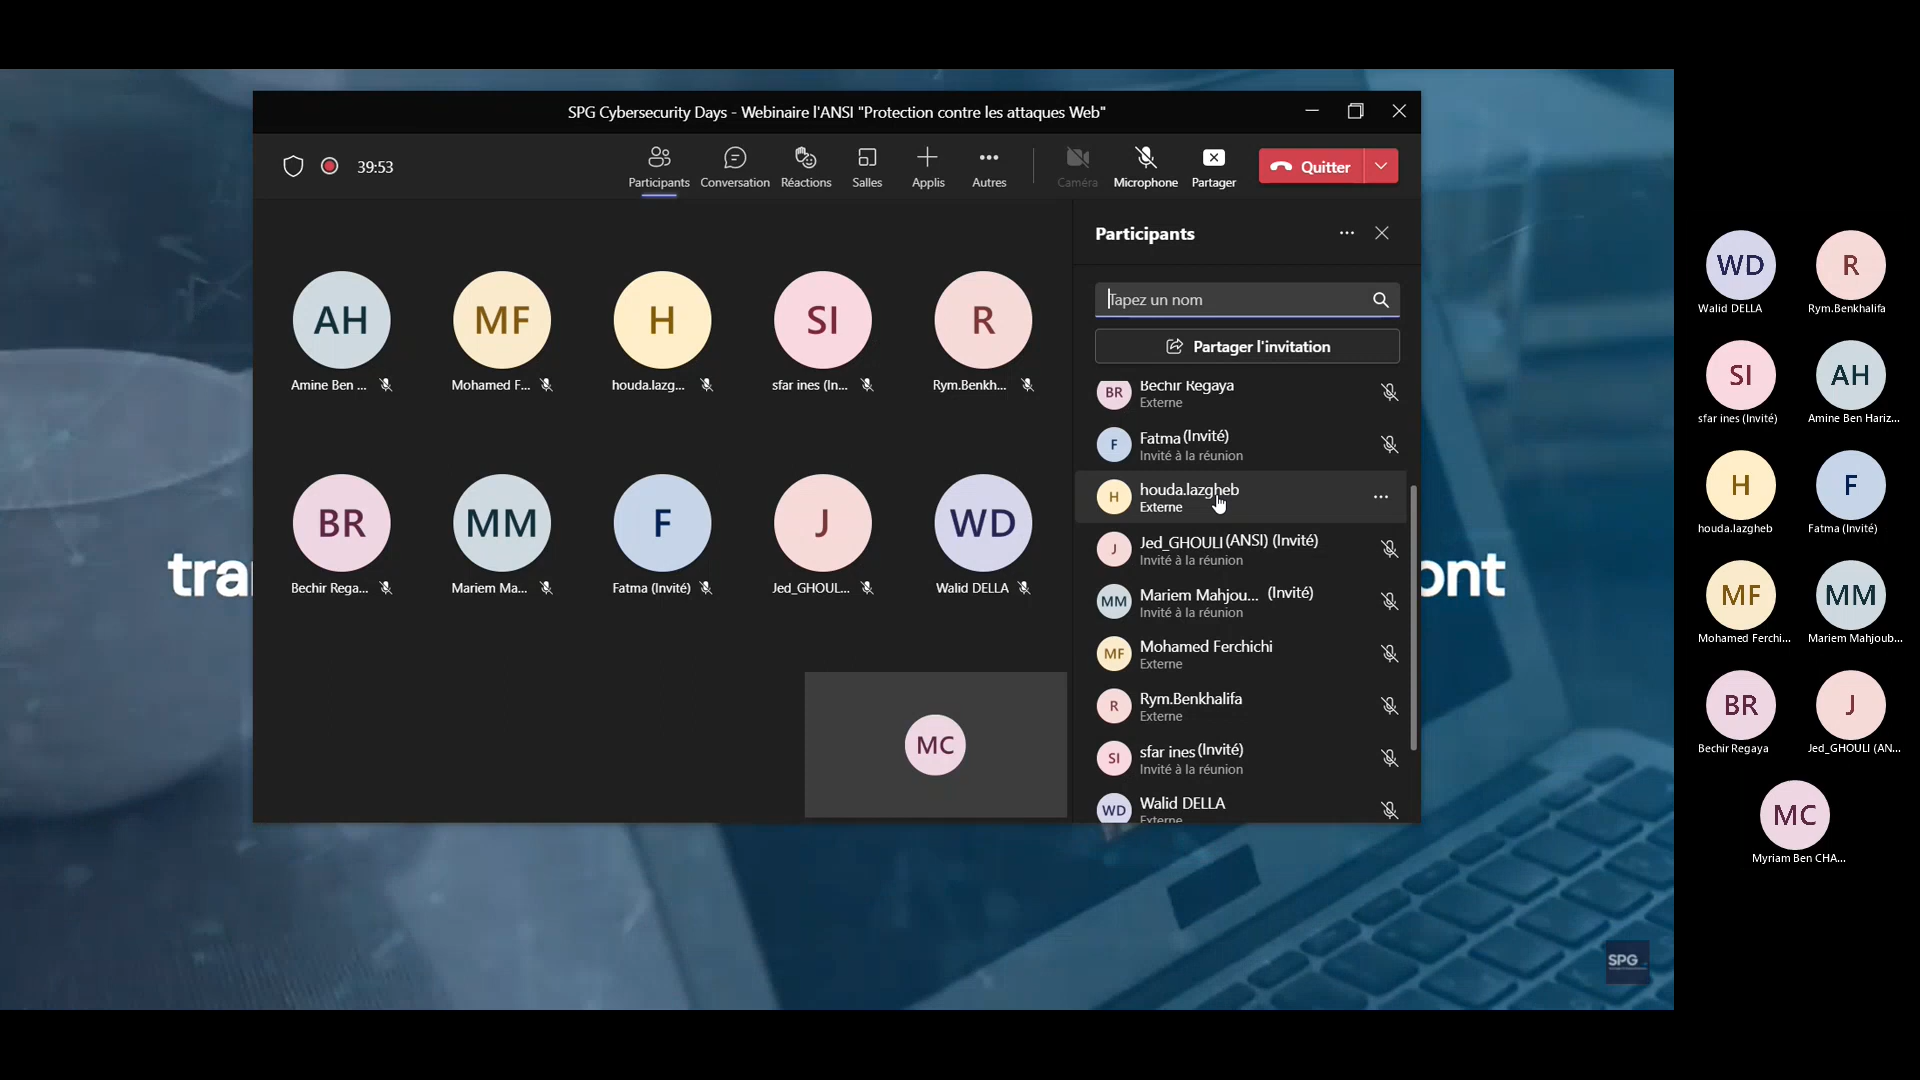 SPG Cybersecurity Days - Webinaire l'ANSI "Protection contre les attaques Web"
39:53
Participants
Conversation
Réactions
Salles
Applis
Autres
Caméra
Microphone
Partager
Quitter
AH
Amine Ben ...
MF
Mohamed F...
H
houda.lazg...
SI
sfar ines (In...
R
Rym.Benkh...
BR
Bechir Rega...
MM
Mariem Ma...
F
Fatma (Invité)
J
Jed_GHOUL...
WD
Walid DELLA
MC
Participants
Tapez un nom
Partager l'invitation
BR
Bechir Regaya
Externe
F
Fatma (Invité)
Invité à la réunion
H
houda.lazgheb
Externe
J
Jed_GHOULI (ANSI) (Invité)
Invité à la réunion
MM
Mariem Mahjou... (Invité)
Invité à la réunion
MF
Mohamed Ferchichi
Externe
R
Rym.Benkhalifa
Externe
SI
sfar ines (Invité)
Invité à la réunion
WD
Walid DELLA
Externe
tra
ont
SPG
WD
Walid DELLA
R
Rym.Benkhalifa
SI
sfar ines (Invité)
AH
Amine Ben Hariz...
H
houda.lazgheb
F
Fatma (Invité)
MF
Mohamed Ferchi...
MM
Mariem Mahjoub...
BR
Bechir Regaya
J
Jed_GHOULI (AN...
MC
Myriam Ben CHA...